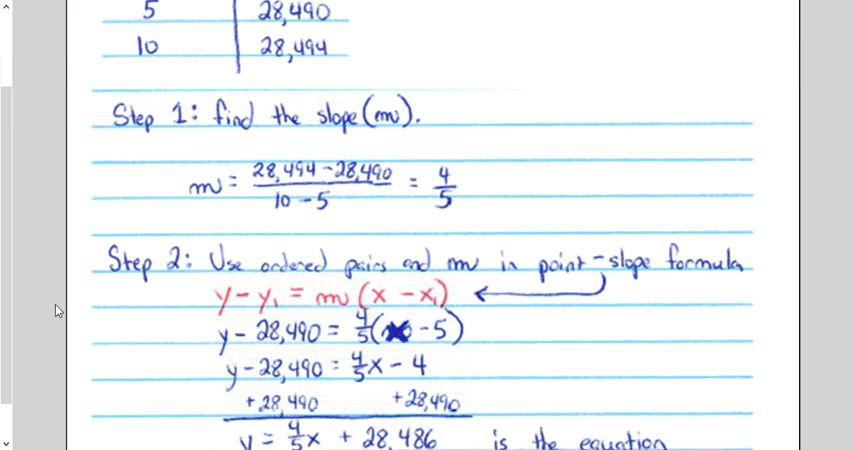 5 28,490
10 28,494
Step 1: find the slope (m).
m = 28,494 - 28,490 / 10 - 5 = 4/5
Step 2: Use ordered pairs and m in point-slope formula
y - y₁ = m (x - x₁)
y - 28,490 = 4/5(x - 5)
y - 28,490 = 4/5x - 4
+ 28,490 + 28,490
y = 4/5x + 28,486 is the equation